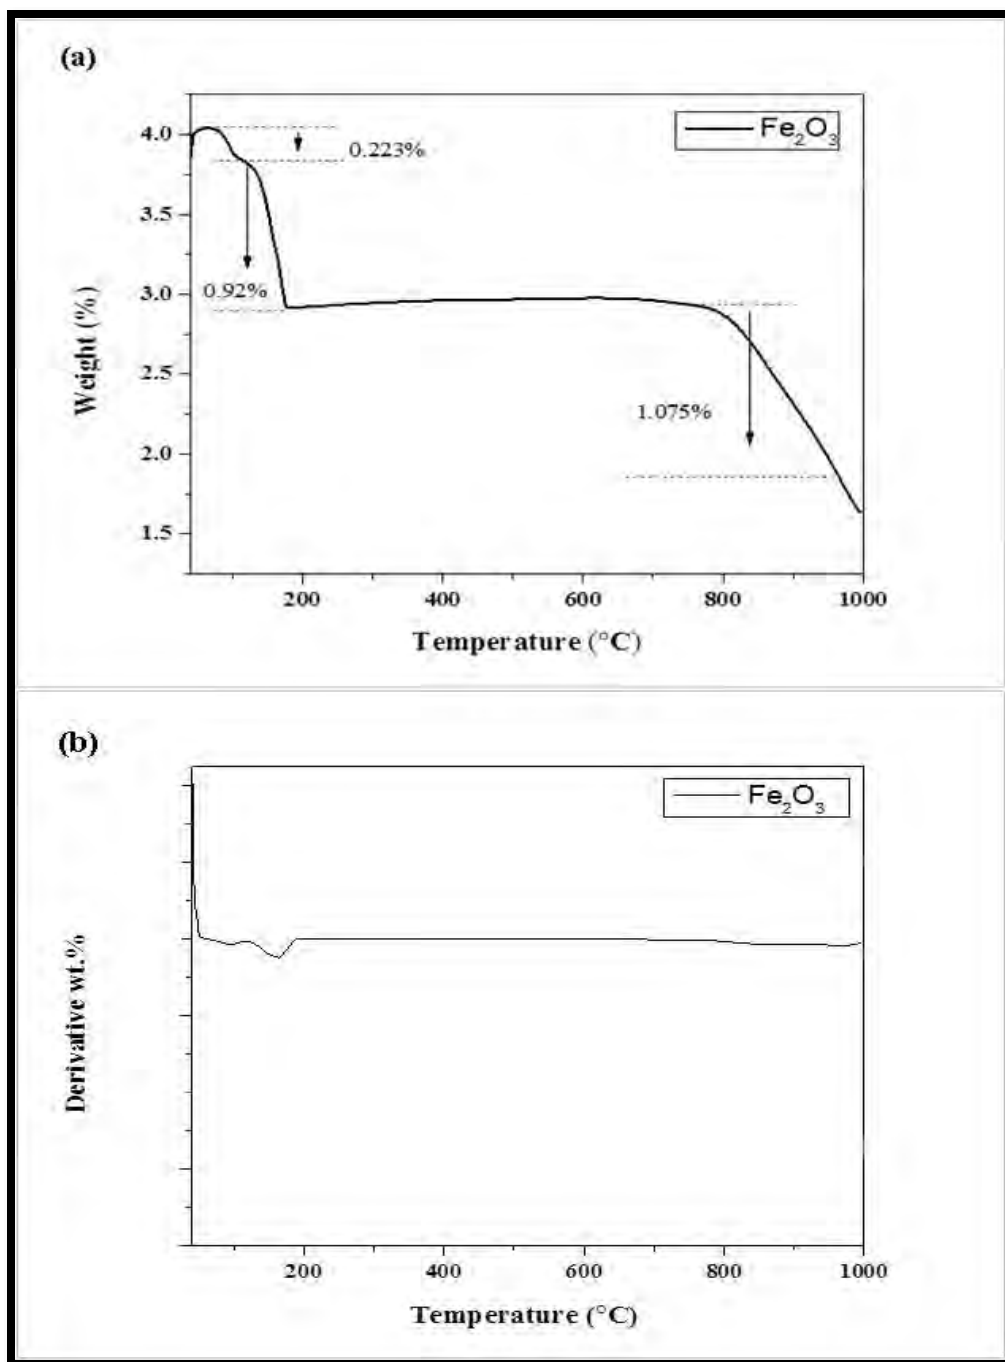 (a)
Fe₂O₃
4.0
0.223%
3.5
0.92%
3.0
2.5
1.075%
2.0
1.5
Weight (%)
200 400 600 800 1000
Temperature (°C)
(b)
Fe₂O₃
Derivative wt.%
200 400 600 800 1000
Temperature (°C)